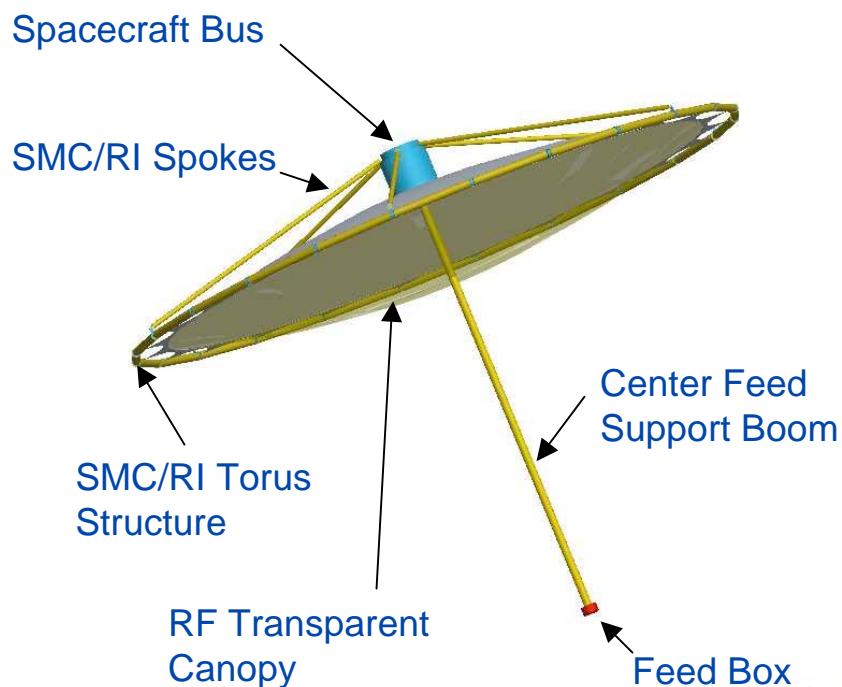 Spacecraft Bus
SMC/RI Spokes
Center Feed
Support Boom
SMC/RI Torus
Structure
RF Transparent
Canopy
Feed Box